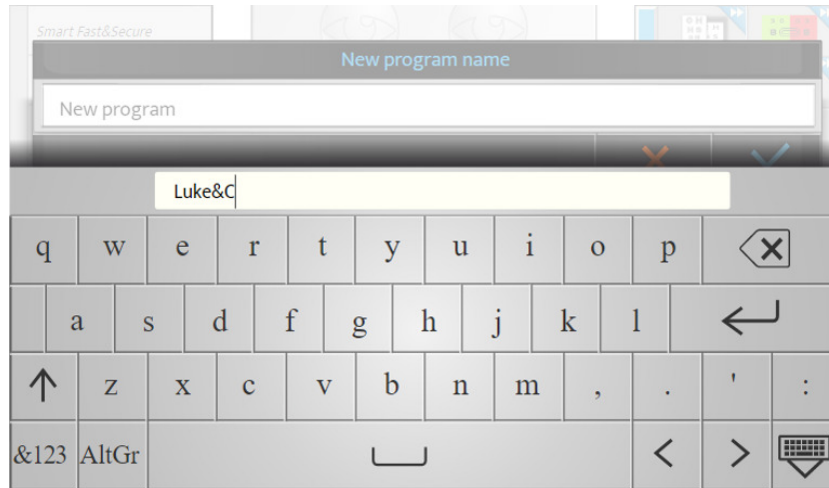 Smart Fast&Secure
New program name
New program
Luke&C
q w e r t y u i o p
a s d f g h j k l
z x c v b n m , . ' :
&123 AltGr < >